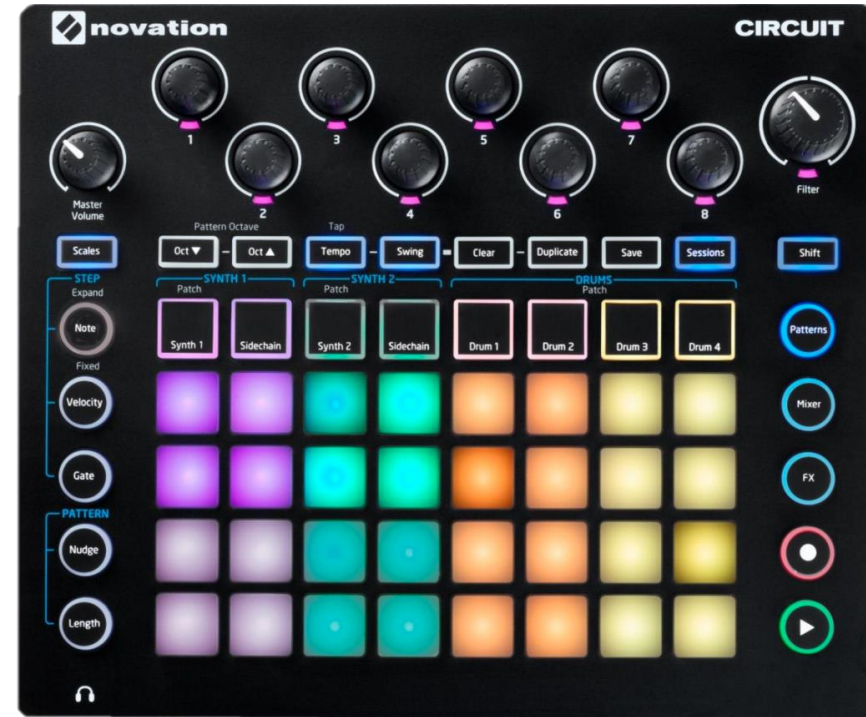 novation
CIRCUIT
1 3 5 7
2 4 6 8
Master
Volume
Filter
Pattern Octave Tap
Scales Oct ▼ Oct ▲ Tempo Swing Clear Duplicate Save Sessions Shift
STEP SYNTH 1 SYNTH 2 DRUMS
Expand Patch Patch Patch
Note Synth 1 Sidechain Synth 2 Sidechain Drum 1 Drum 2 Drum 3 Drum 4 Patterns
Fixed
Velocity Mixer
Gate FX
PATTERN
Nudge
Length